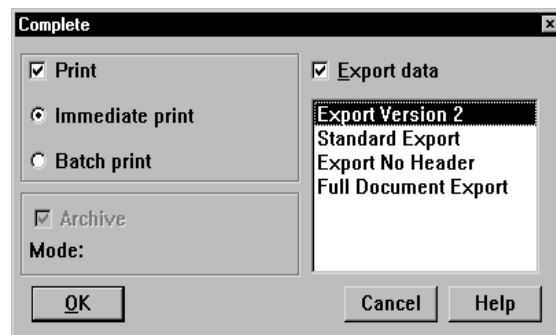 Complete
Print
Immediate print
Batch print
Archive
Mode:
Export data
Export Version 2
Standard Export
Export No Header
Full Document Export
OK
Cancel
Help